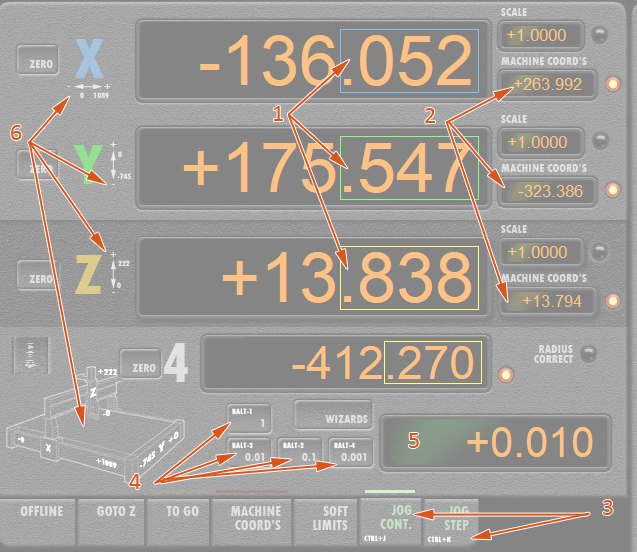 SCALE
ZERO X -136.052 +1.0000
MACHINE COORD'S
- +
0 1089
+263.992
1
2
SCALE
6
ZERO Y + +175.547 +1.0000
0
MACHINE COORD'S
-745
-
-323.386
3
SCALE
ZERO Z + +13.838 +1.0000
222
MACHINE COORD'S
0
-
+13.794
ZERO 4 -412.270
RADIUS
CORRECT
+222
Z
-0
RALT-1
1
WIZARDS
RALT-3 RALT-2 RALT-4
0.01 0.1 0.001
5 +0.010
-0
X
+1089
-745 Y +0
4
3
OFFLINE GOTO Z TO GO MACHINE
COORD'S
SOFT
LIMITS
JOG
CONT.
CTRL+J
JOG
STEP
CTRL+K